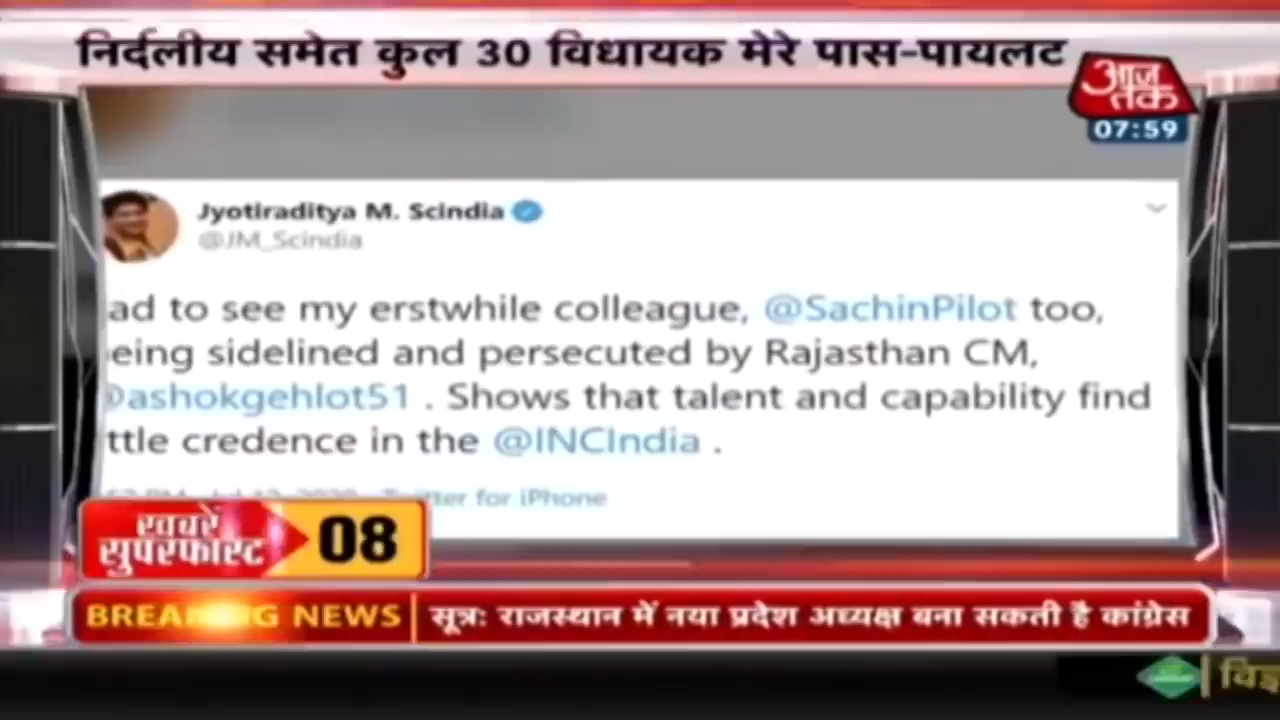 निर्दलीय समेत कुल 30 विधायक मेरे पास-पायलट
आज
तक
07:59
Jyotiraditya M. Scindia
@JM_Scindia
ad to see my erstwhile colleague, @SachinPilot too,
eing sidelined and persecuted by Rajasthan CM,
@ashokgehlot51 . Shows that talent and capability find
ttle credence in the @INCIndia .
Twitter for iPhone
खबरें
सुपरफास्ट
08
BREAKING NEWS
सूत्र: राजस्थान में नया प्रदेश अध्यक्ष बना सकती है कांग्रेस